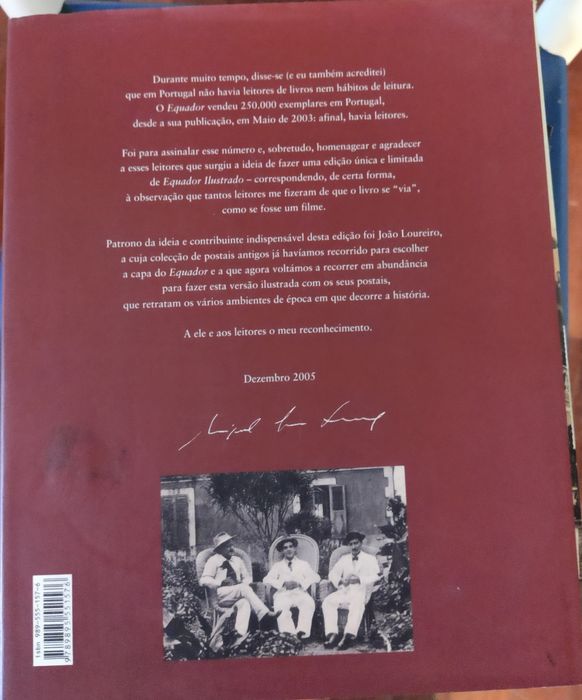 Durante muito tempo, disse-se (e eu também acreditei)
que em Portugal não havia leitores de livros nem hábitos de leitura.
O Equador vendeu 250.000 exemplares em Portugal,
desde a sua publicação, em Maio de 2003: afinal, havia leitores.
Foi para assinalar esse número e, sobretudo, homenagear e agradecer
a esses leitores que surgiu a ideia de fazer uma edição única e limitada
de Equador Ilustrado – correspondendo, de certa forma,
à observação que tantos leitores me fizeram de que o livro se “via”,
como se fosse um filme.
Patrono da ideia e contribuinte indispensável desta edição foi João Loureiro,
a cuja colecção de postais antigos já havíamos recorrido para escolher
a capa do Equador e a que agora voltámos a recorrer em abundância
para fazer esta versão ilustrada com os seus postais,
que retratam os vários ambientes de época em que decorre a história.
A ele e aos leitores o meu reconhecimento.
Dezembro 2005
isbn 989-555-157-6
9789895551576